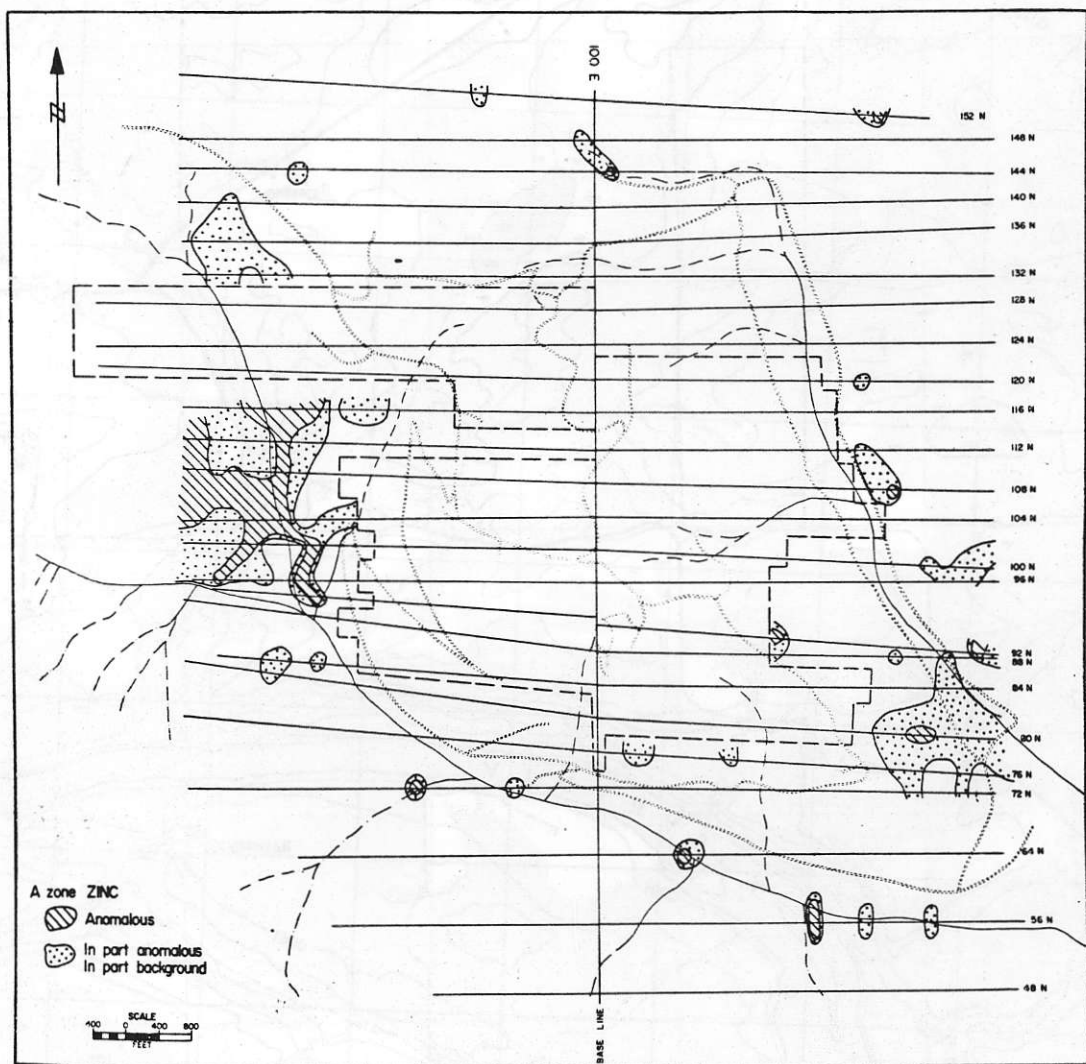 N
100 E
152 N
148 N
144 N
140 N
136 N
132 N
128 N
124 N
120 N
116 N
112 N
108 N
104 N
100 N
96 N
92 N
88 N
84 N
80 N
76 N
72 N
64 N
56 N
48 N
A zone ZINC
Anomalous
In part anomalous
In part background
SCALE
400 0 400 800
FEET
BASE LINE